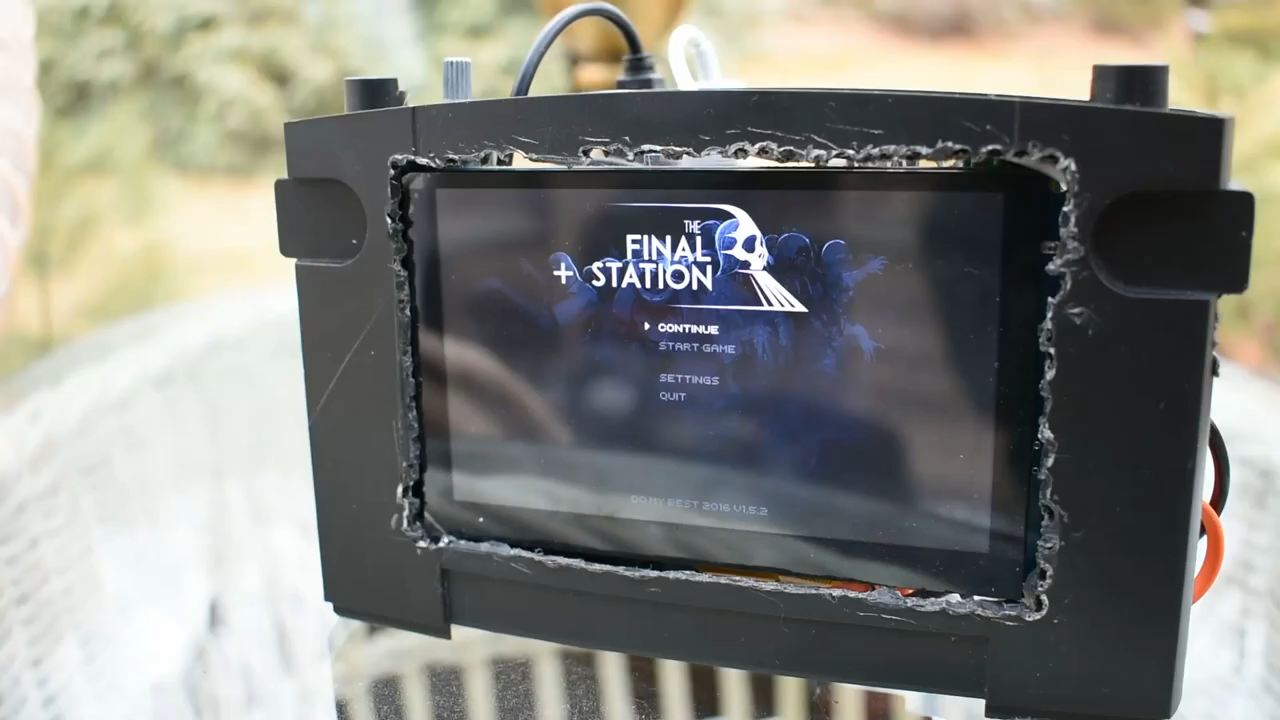 THE
FINAL
+ STATION
CONTINUE
START GAME
SETTINGS
QUIT
DO MY BEST 2016 V1.5.2